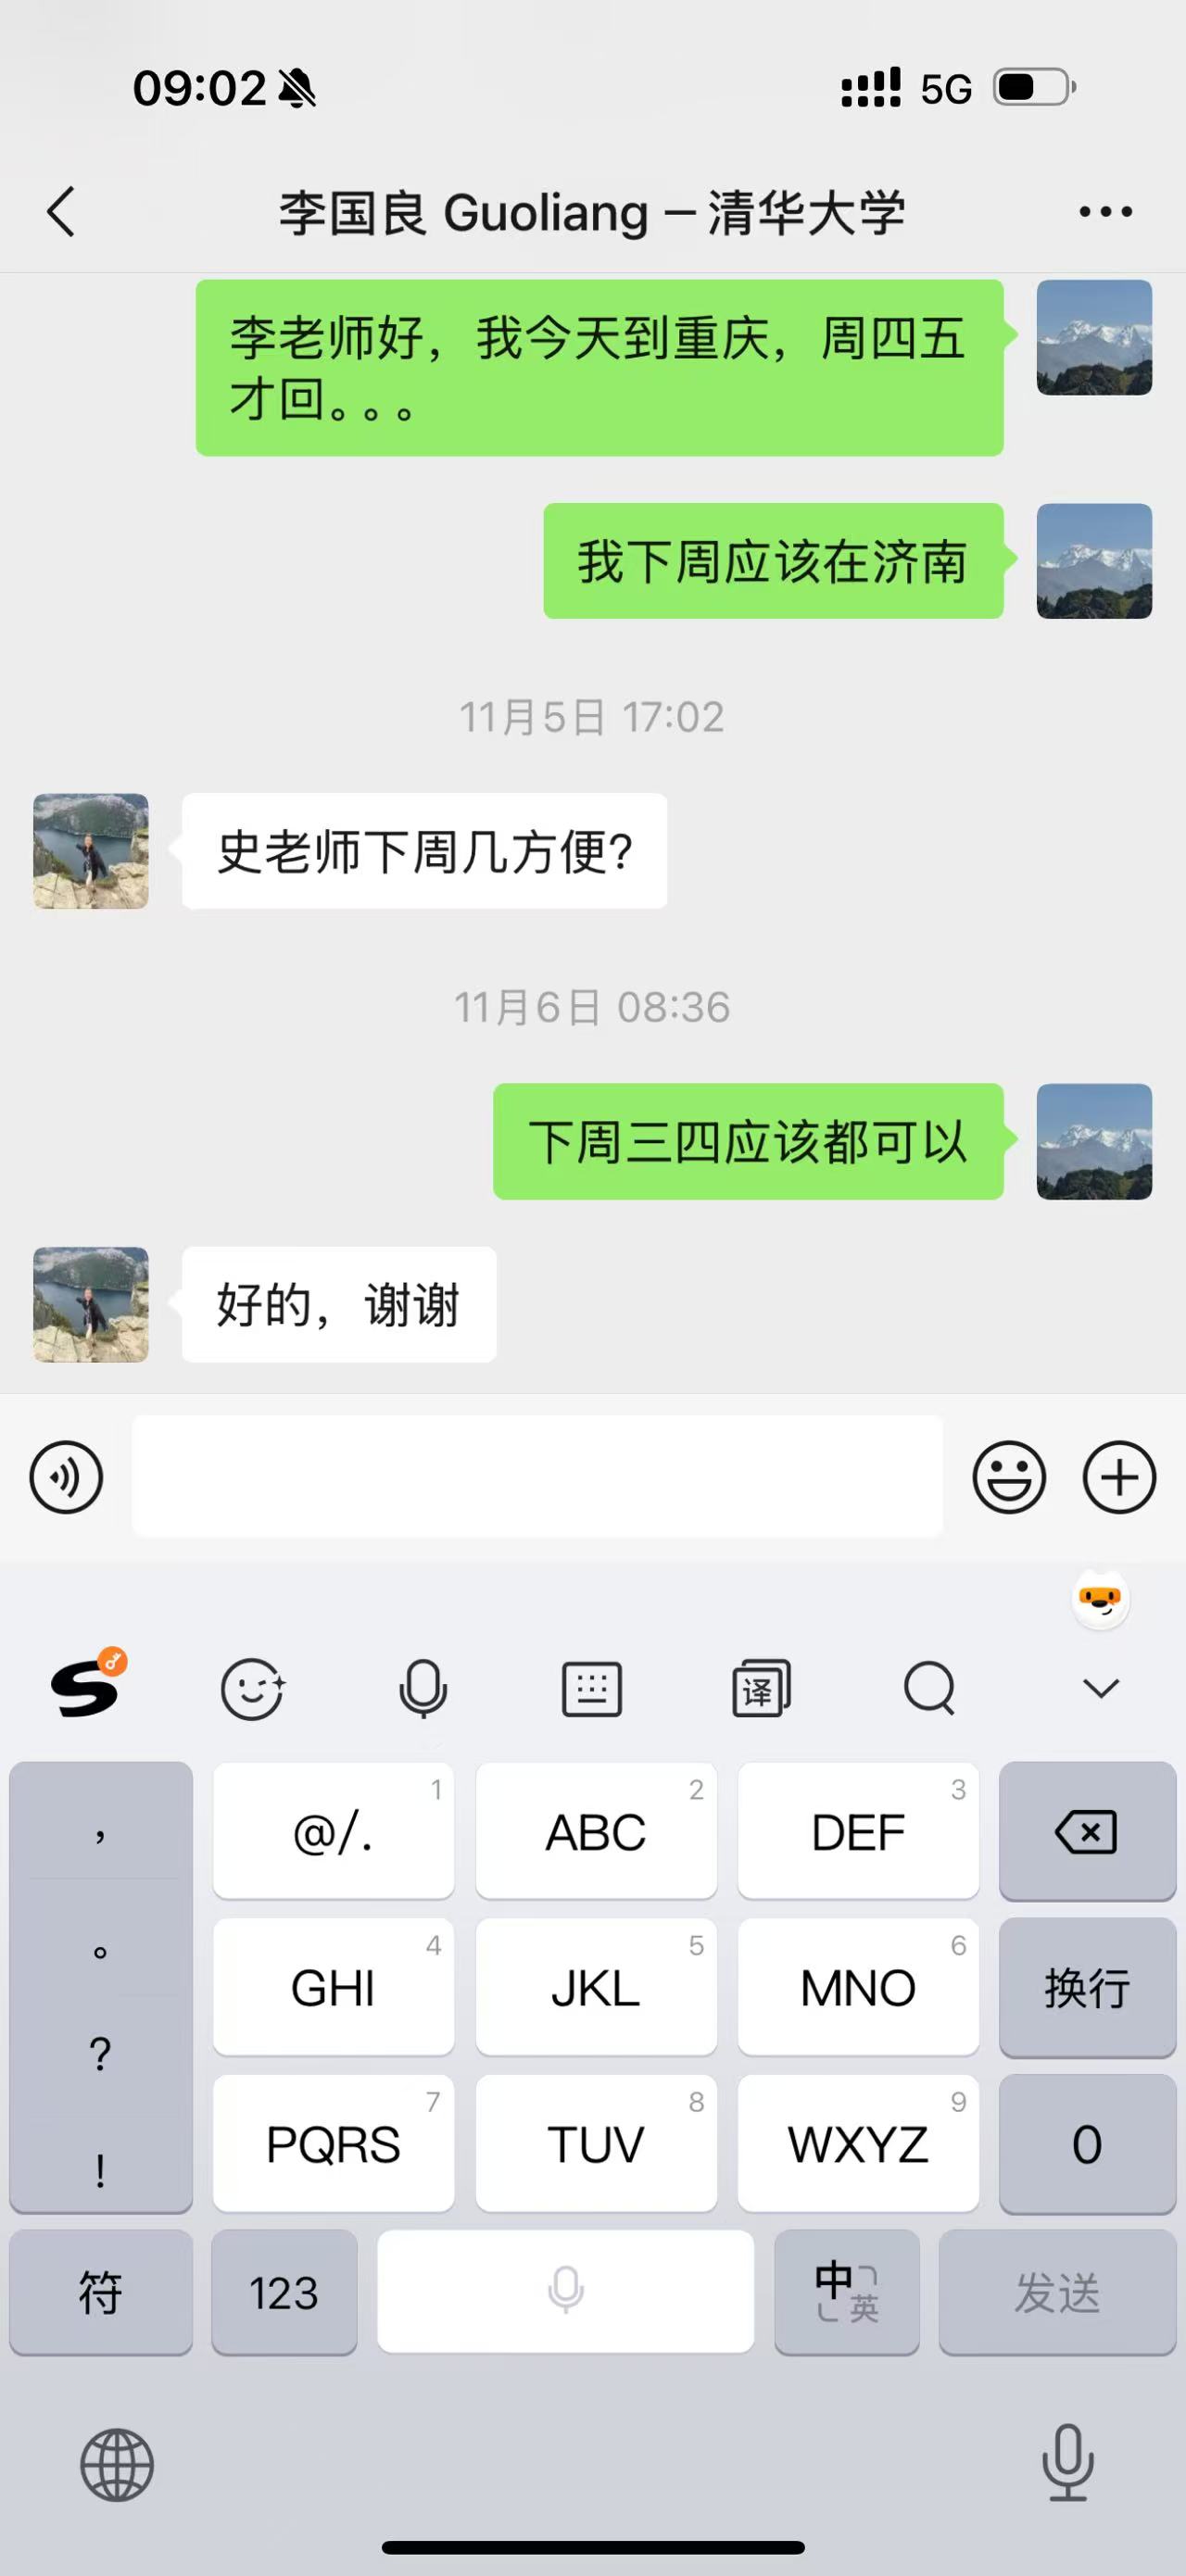 09:02
5G
李国良 Guoliang – 清华大学
李老师好，我今天到重庆，周四五
才回。。。
我下周应该在济南
11月5日 17:02
史老师下周几方便?
11月6日 08:36
下周三四应该都可以
好的，谢谢
译
，
1
@/.
2
ABC
3
DEF
。
4
GHI
5
JKL
6
MNO
换行
?
7
PQRS
8
TUV
9
WXYZ
0
!
符
123
中
英
发送